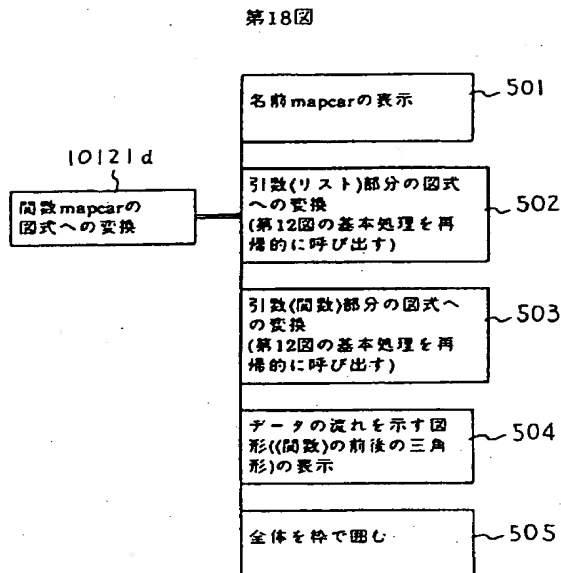 第18図
10121d
関数mapcarの
図式への変換
名前mapcarの表示
501
引数(リスト)部分の図式
への変換
(第12図の基本処理を再
帰的に呼び出す)
502
引数(関数)部分の図式へ
の変換
(第12図の基本処理を再
帰的に呼び出す)
503
データの流れを示す図
形((関数)の前後の三角
形)の表示
504
全体を枠で囲む
505